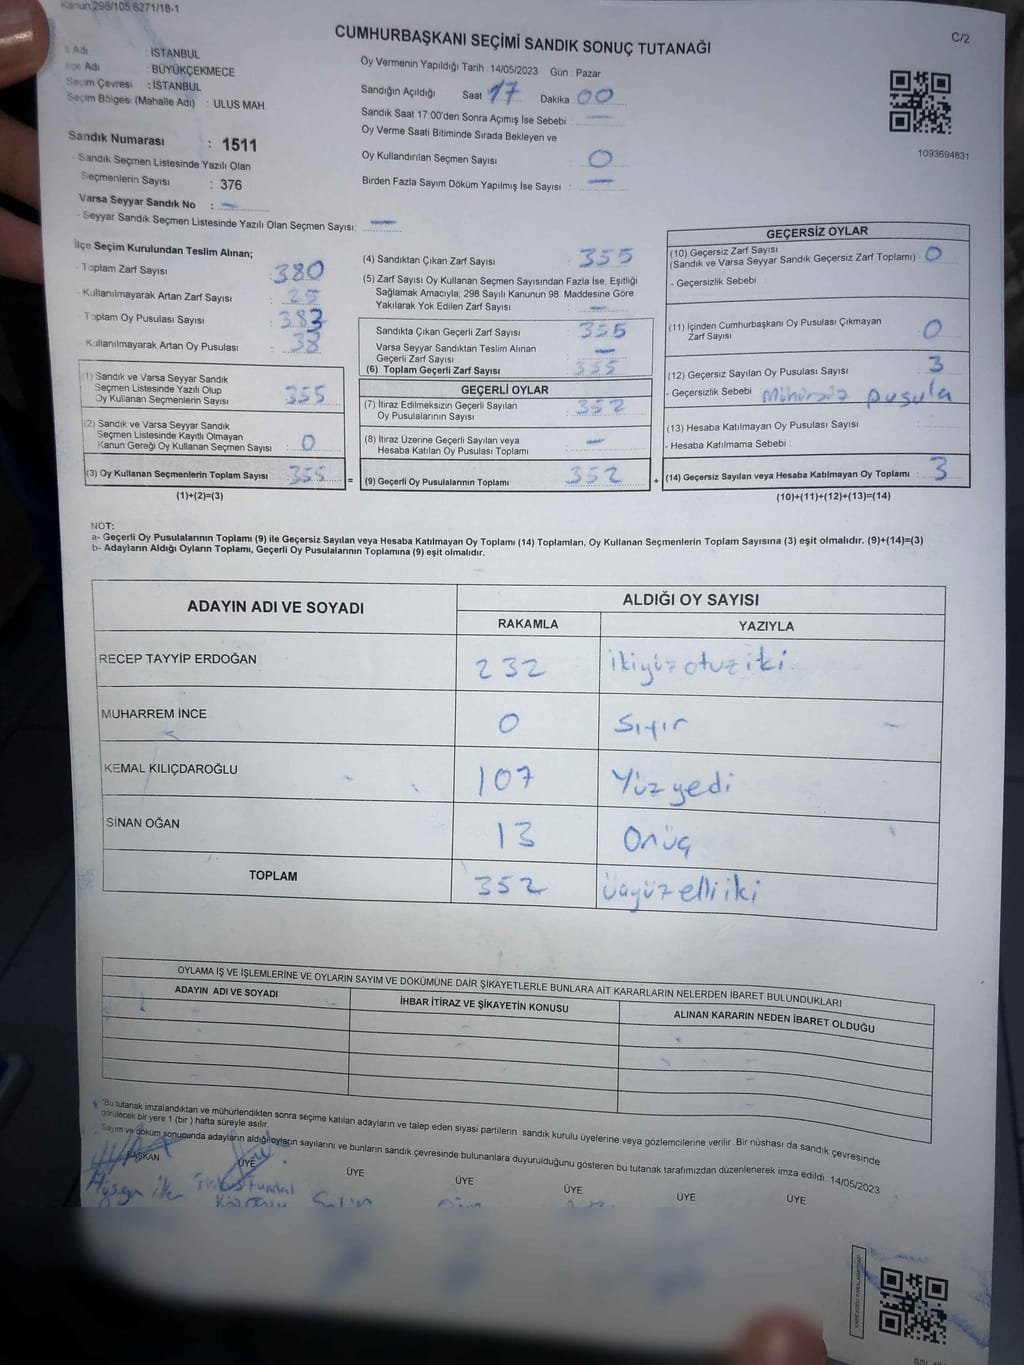 Kanun;298/105;6271/18-1
C/2
CUMHURBAŞKANI SEÇİMİ SANDIK SONUÇ TUTANAĞI
Adı : İSTANBUL
Adı : BÜYÜKÇEKMECE
Seçim Çevresi : İSTANBUL
Seçim Bölgesi (Mahalle Adı) : ULUS MAH.
Sandık Numarası : 1511
- Sandık Seçmen Listesinde Yazılı Olan
Seçmenlerin Sayısı : 376
Varsa Seyyar Sandık No : -
- Seyyar Sandık Seçmen Listesinde Yazılı Olan Seçmen Sayısı: -
Oy Vermenin Yapıldığı Tarih :14/05/2023 Gün : Pazar
Sandığın Açıldığı Saat 17 Dakika 00
Sandık Saat 17:00'den Sonra Açımış İse Sebebi : -
Oy Verme Saati Bitiminde Sırada Bekleyen ve
Oy Kullandırılan Seçmen Sayısı : 0
Birden Fazla Sayım Döküm Yapılmış İse Sayısı : -
1093694831
İlçe Seçim Kurulundan Teslim Alınan;
- Toplam Zarf Sayısı : 380
- Kullanılmayarak Artan Zarf Sayısı : 25
- Toplam Oy Pusulası Sayısı : 383
- Kullanılmayarak Artan Oy Pusulası : 38
(1) Sandık ve Varsa Seyyar Sandık
Seçmen Listesinde Yazılı Olup
Oy Kullanan Seçmenlerin Sayısı : 355
(2) Sandık ve Varsa Seyyar Sandık
Seçmen Listesinde Kayıtlı Olmayan
Kanun Gereği Oy Kullanan Seçmen Sayısı : 0
(3) Oy Kullanan Seçmenlerin Toplam Sayısı : 355
(1)+(2)=(3)
(4) Sandıktan Çıkan Zarf Sayısı : 355
(5) Zarf Sayısı Oy Kullanan Seçmen Sayısından Fazla İse, Eşitliği
Sağlamak Amacıyla; 298 Sayılı Kanunun 98. Maddesine Göre
Yakılarak Yok Edilen Zarf Sayısı : -
Sandıkta Çıkan Geçerli Zarf Sayısı : 355
Varsa Seyyar Sandıktan Teslim Alınan
Geçerli Zarf Sayısı : -
(6) Toplam Geçerli Zarf Sayısı : 355
GEÇERLİ OYLAR
(7) İtiraz Edilmeksizin Geçerli Sayılan
Oy Pusulalarının Sayısı : 352
(8) İtiraz Üzerine Geçerli Sayılan veya
Hesaba Katılan Oy Pusulası Toplamı : -
= (9) Geçerli Oy Pusulalarının Toplamı : 352 +
GEÇERSİZ OYLAR
(10) Geçersiz Zarf Sayısı
(Sandık ve Varsa Seyyar Sandık Geçersiz Zarf Toplamı) : 0
- Geçersizlik Sebebi :
(11) İçinden Cumhurbaşkanı Oy Pusulası Çıkmayan
Zarf Sayısı : 0
(12) Geçersiz Sayılan Oy Pusulası Sayısı : 3
- Geçersizlik Sebebi : Mühürsüz pusula
(13) Hesaba Katılmayan Oy Pusulası Sayısı :
- Hesaba Katılmama Sebebi :
(14) Geçersiz Sayılan veya Hesaba Katılmayan Oy Toplamı : 3
(10)+(11)+(12)+(13)=(14)
NOT:
a- Geçerli Oy Pusulalarının Toplamı (9) ile Geçersiz Sayılan veya Hesaba Katılmayan Oy Toplamı (14) Toplamları, Oy Kullanan Seçmenlerin Toplam Sayısına (3) eşit olmalıdır. (9)+(14)=(3)
b- Adayların Aldığı Oyların Toplamı, Geçerli Oy Pusulalarının Toplamına (9) eşit olmalıdır.
ADAYIN ADI VE SOYADI ALDIĞI OY SAYISI
RAKAMLA YAZIYLA
RECEP TAYYİP ERDOĞAN 232 ikiyüzotuziki
MUHARREM İNCE 0 Sıfır
KEMAL KILIÇDAROĞLU 107 Yüzyedi
SİNAN OĞAN 13 Onüç
TOPLAM 352 üçyüzelliiki
OYLAMA İŞ VE İŞLEMLERİNE VE OYLARIN SAYIM VE DÖKÜMÜNE DAİR ŞİKAYETLERLE BUNLARA AİT KARARLARIN NELERDEN İBARET BULUNDUKLARI
ADAYIN ADI VE SOYADI İHBAR İTİRAZ VE ŞİKAYETİN KONUSU ALINAN KARARIN NEDEN İBARET OLDUĞU
*Bu tutanak imzalandıktan ve mühürlendikten sonra seçime katılan adayların ve talep eden siyasi partilerin sandık kurulu üyelerine veya gözlemcilerine verilir. Bir nüshası da sandık çevresinde
görülecek bir yere 1 (bir) hafta süreyle asılır.
Sayım ve döküm sonucunda adayların aldığı oyların sayılarını ve bunların sandık çevresinde bulunanlara duyurulduğunu gösteren bu tutanak tarafımızdan düzenlenerek imza edildi. 14/05/2023
BAŞKAN ÜYE ÜYE ÜYE ÜYE ÜYE ÜYE